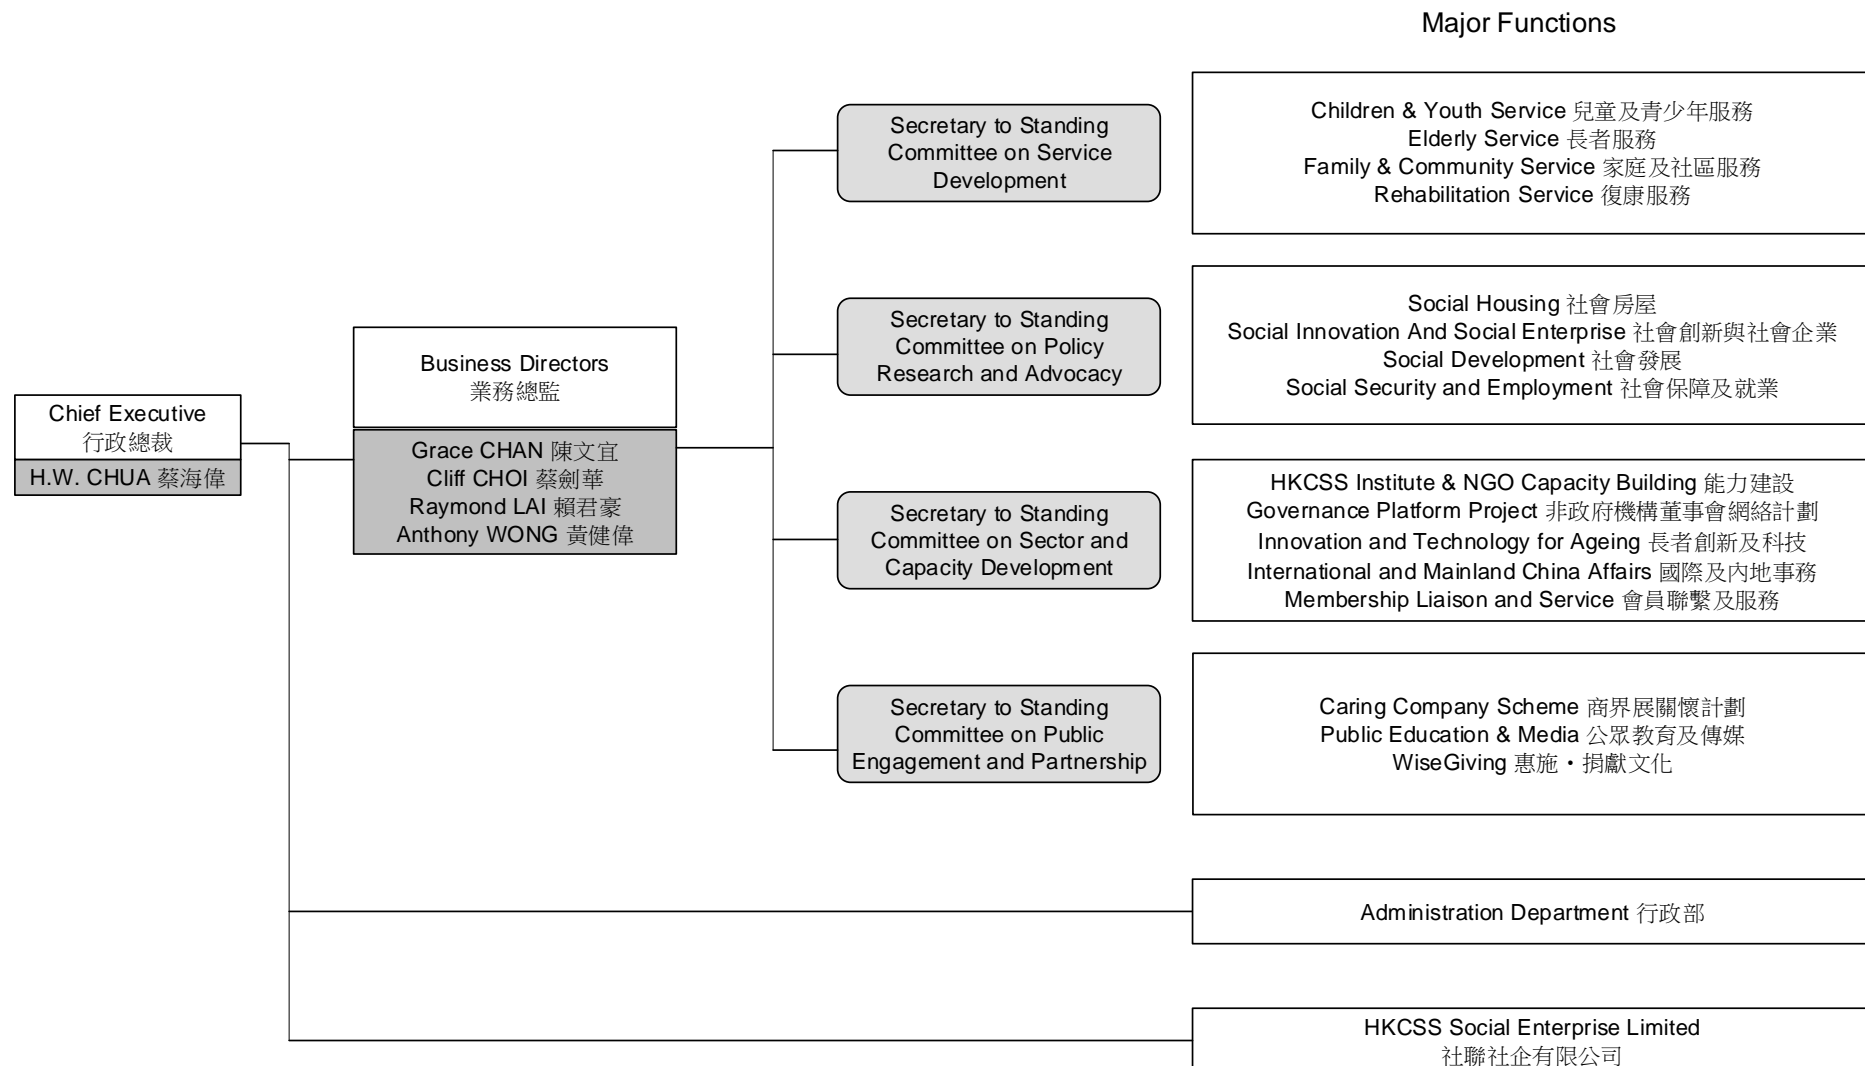 Major Functions
Chief Executive
行政總裁
H.W. CHUA 蔡海偉
Business Directors
業務總監
Grace CHAN 陳文宜
Cliff CHOI 蔡劍華
Raymond LAI 賴君豪
Anthony WONG 黃健偉
Secretary to Standing
Committee on Service
Development
Children & Youth Service 兒童及青少年服務
Elderly Service 長者服務
Family & Community Service 家庭及社區服務
Rehabilitation Service 復康服務
Secretary to Standing
Committee on Policy
Research and Advocacy
Social Housing 社會房屋
Social Innovation And Social Enterprise 社會創新與社會企業
Social Development 社會發展
Social Security and Employment 社會保障及就業
Secretary to Standing
Committee on Sector and
Capacity Development
HKCSS Institute & NGO Capacity Building 能力建設
Governance Platform Project 非政府機構董事會網絡計劃
Innovation and Technology for Ageing 長者創新及科技
International and Mainland China Affairs 國際及內地事務
Membership Liaison and Service 會員聯繫及服務
Secretary to Standing
Committee on Public
Engagement and Partnership
Caring Company Scheme 商界展關懷計劃
Public Education & Media 公眾教育及傳媒
WiseGiving 惠施・捐獻文化
Administration Department 行政部
HKCSS Social Enterprise Limited
社聯社企有限公司